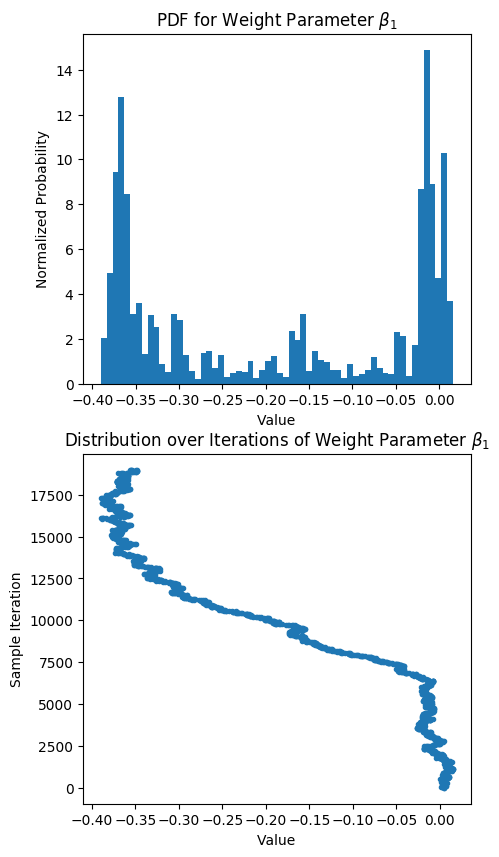 PDF for Weight Parameter β₁
14
12
10
8
6
4
2
0
Normalized Probability
−0.40 −0.35 −0.30 −0.25 −0.20 −0.15 −0.10 −0.05 0.00
Value
Distribution over Iterations of Weight Parameter β₁
17500
15000
12500
10000
7500
5000
2500
0
Sample Iteration
−0.40 −0.35 −0.30 −0.25 −0.20 −0.15 −0.10 −0.05 0.00
Value